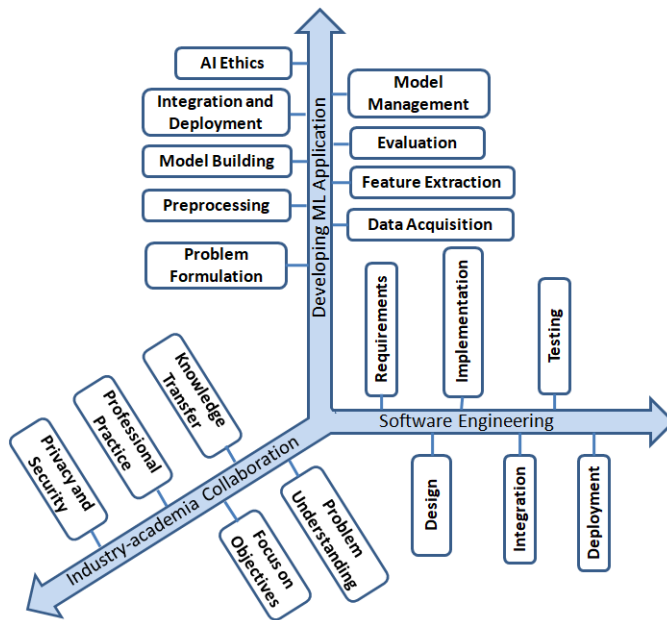 AI Ethics
Integration and
Deployment
Model Building
Preprocessing
Problem
Formulation
Developing ML Application
Model
Management
Evaluation
Feature Extraction
Data Acquisition
Requirements
Implementation
Testing
Software Engineering
Design
Integration
Deployment
Knowledge
Transfer
Professional
Practice
Privacy and
Security
Industry-academia Collaboration
Problem
Understanding
Focus on
Objectives